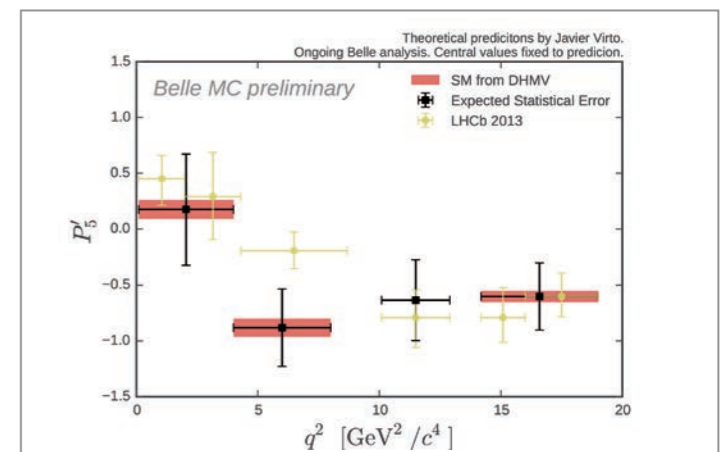 Theoretical predicitons by Javier Virto.
Ongoing Belle analysis. Central values fixed to predicion.
Belle MC preliminary
SM from DHMV
Expected Statistical Error
LHCb 2013
1.5
1.0
0.5
0.0
−0.5
−1.0
−1.5
P′5
0 5 10 15 20
q² [GeV² /c⁴ ]